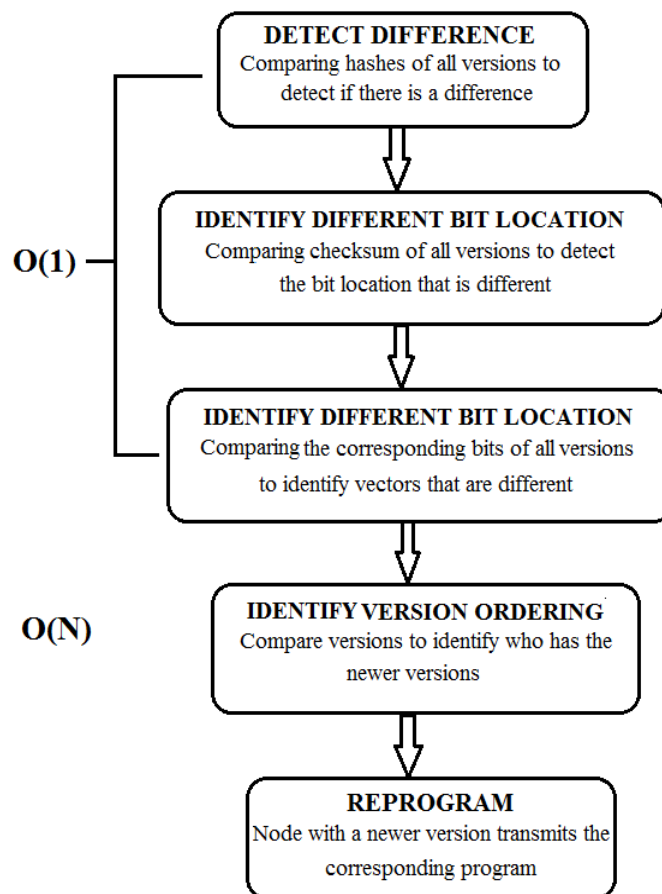 DETECT DIFFERENCE
Comparing hashes of all versions to
detect if there is a difference
IDENTIFY DIFFERENT BIT LOCATION
Comparing checksum of all versions to detect
the bit location that is different
O(1)
IDENTIFY DIFFERENT BIT LOCATION
Comparing the corresponding bits of all versions
to identify vectors that are different
IDENTIFY VERSION ORDERING
Compare versions to identify who has the
newer versions
O(N)
REPROGRAM
Node with a newer version transmits the
corresponding program